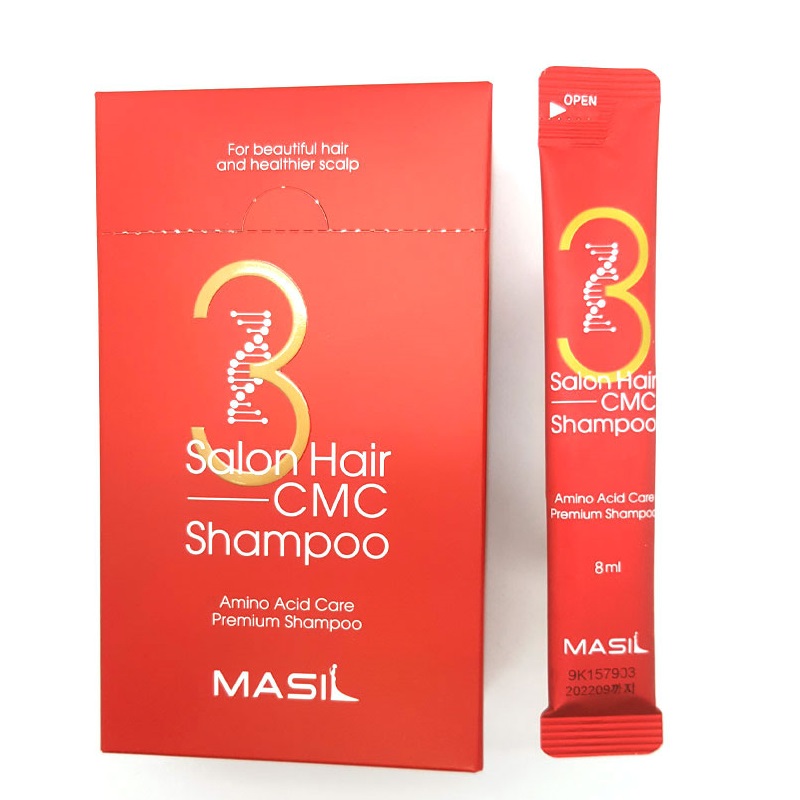 For beautiful hair
and healthier scalp
3
Salon Hair
CMC
Shampoo
Amino Acid Care
Premium Shampoo
MASIL
OPEN
3
Salon Hair
CMC
Shampoo
Amino Acid Care
Premium Shampoo
8ml
MASIL
9K157903
202209까지